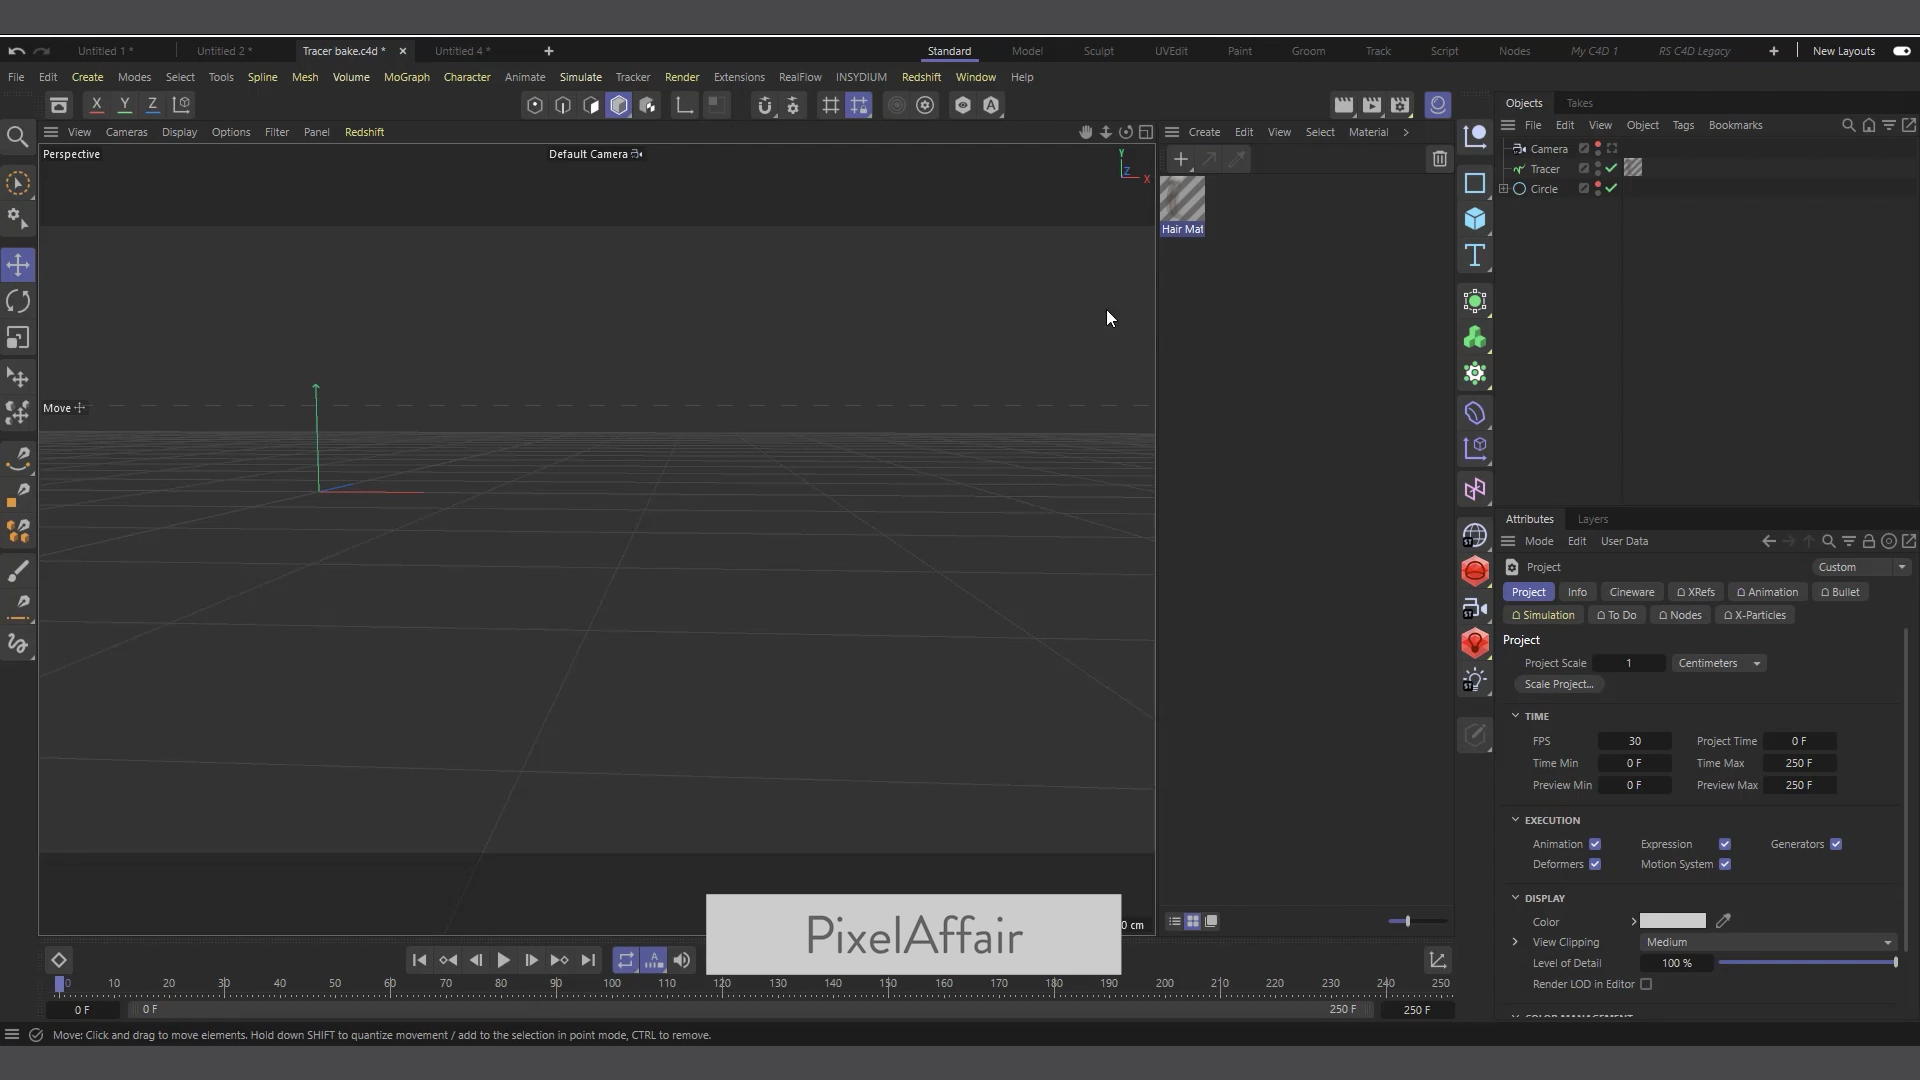 Untitled 1 *
Untitled 2 *
Tracer bake.c4d *
Untitled 4 *
Standard
Model
Sculpt
UVEdit
Paint
Groom
Track
Script
Nodes
My C4D 1
RS C4D Legacy
New Layouts
File
Edit
Create
Modes
Select
Tools
Spline
Mesh
Volume
MoGraph
Character
Animate
Simulate
Tracker
Render
Extensions
RealFlow
INSYDIUM
Redshift
Window
Help
X
Y
Z
View
Cameras
Display
Options
Filter
Panel
Redshift
Perspective
Default Camera
Y
Z
X
Move
PixelAffair
0 cm
Create
Edit
View
Select
Material
Hair Mat
Objects
Takes
File
Edit
View
Object
Tags
Bookmarks
Camera
Tracer
Circle
Attributes
Layers
Mode
Edit
User Data
Project
Custom
Project
Info
Cineware
XRefs
Animation
Bullet
Simulation
To Do
Nodes
X-Particles
Project
Project Scale 1 Centimeters
Scale Project...
TIME
FPS 30 Project Time 0 F
Time Min 0 F Time Max 250 F
Preview Min 0 F Preview Max 250 F
EXECUTION
Animation Expression Generators
Deformers Motion System
DISPLAY
Color
View Clipping Medium
Level of Detail 100 %
Render LOD in Editor
COLOR MANAGEMENT
0 10 20 30 40 50 60 70 80 90 100 110 120 130 140 150 160 170 180 190 200 210 220 230 240 250
0 F
0 F
250 F
250 F
Move: Click and drag to move elements. Hold down SHIFT to quantize movement / add to the selection in point mode, CTRL to remove.